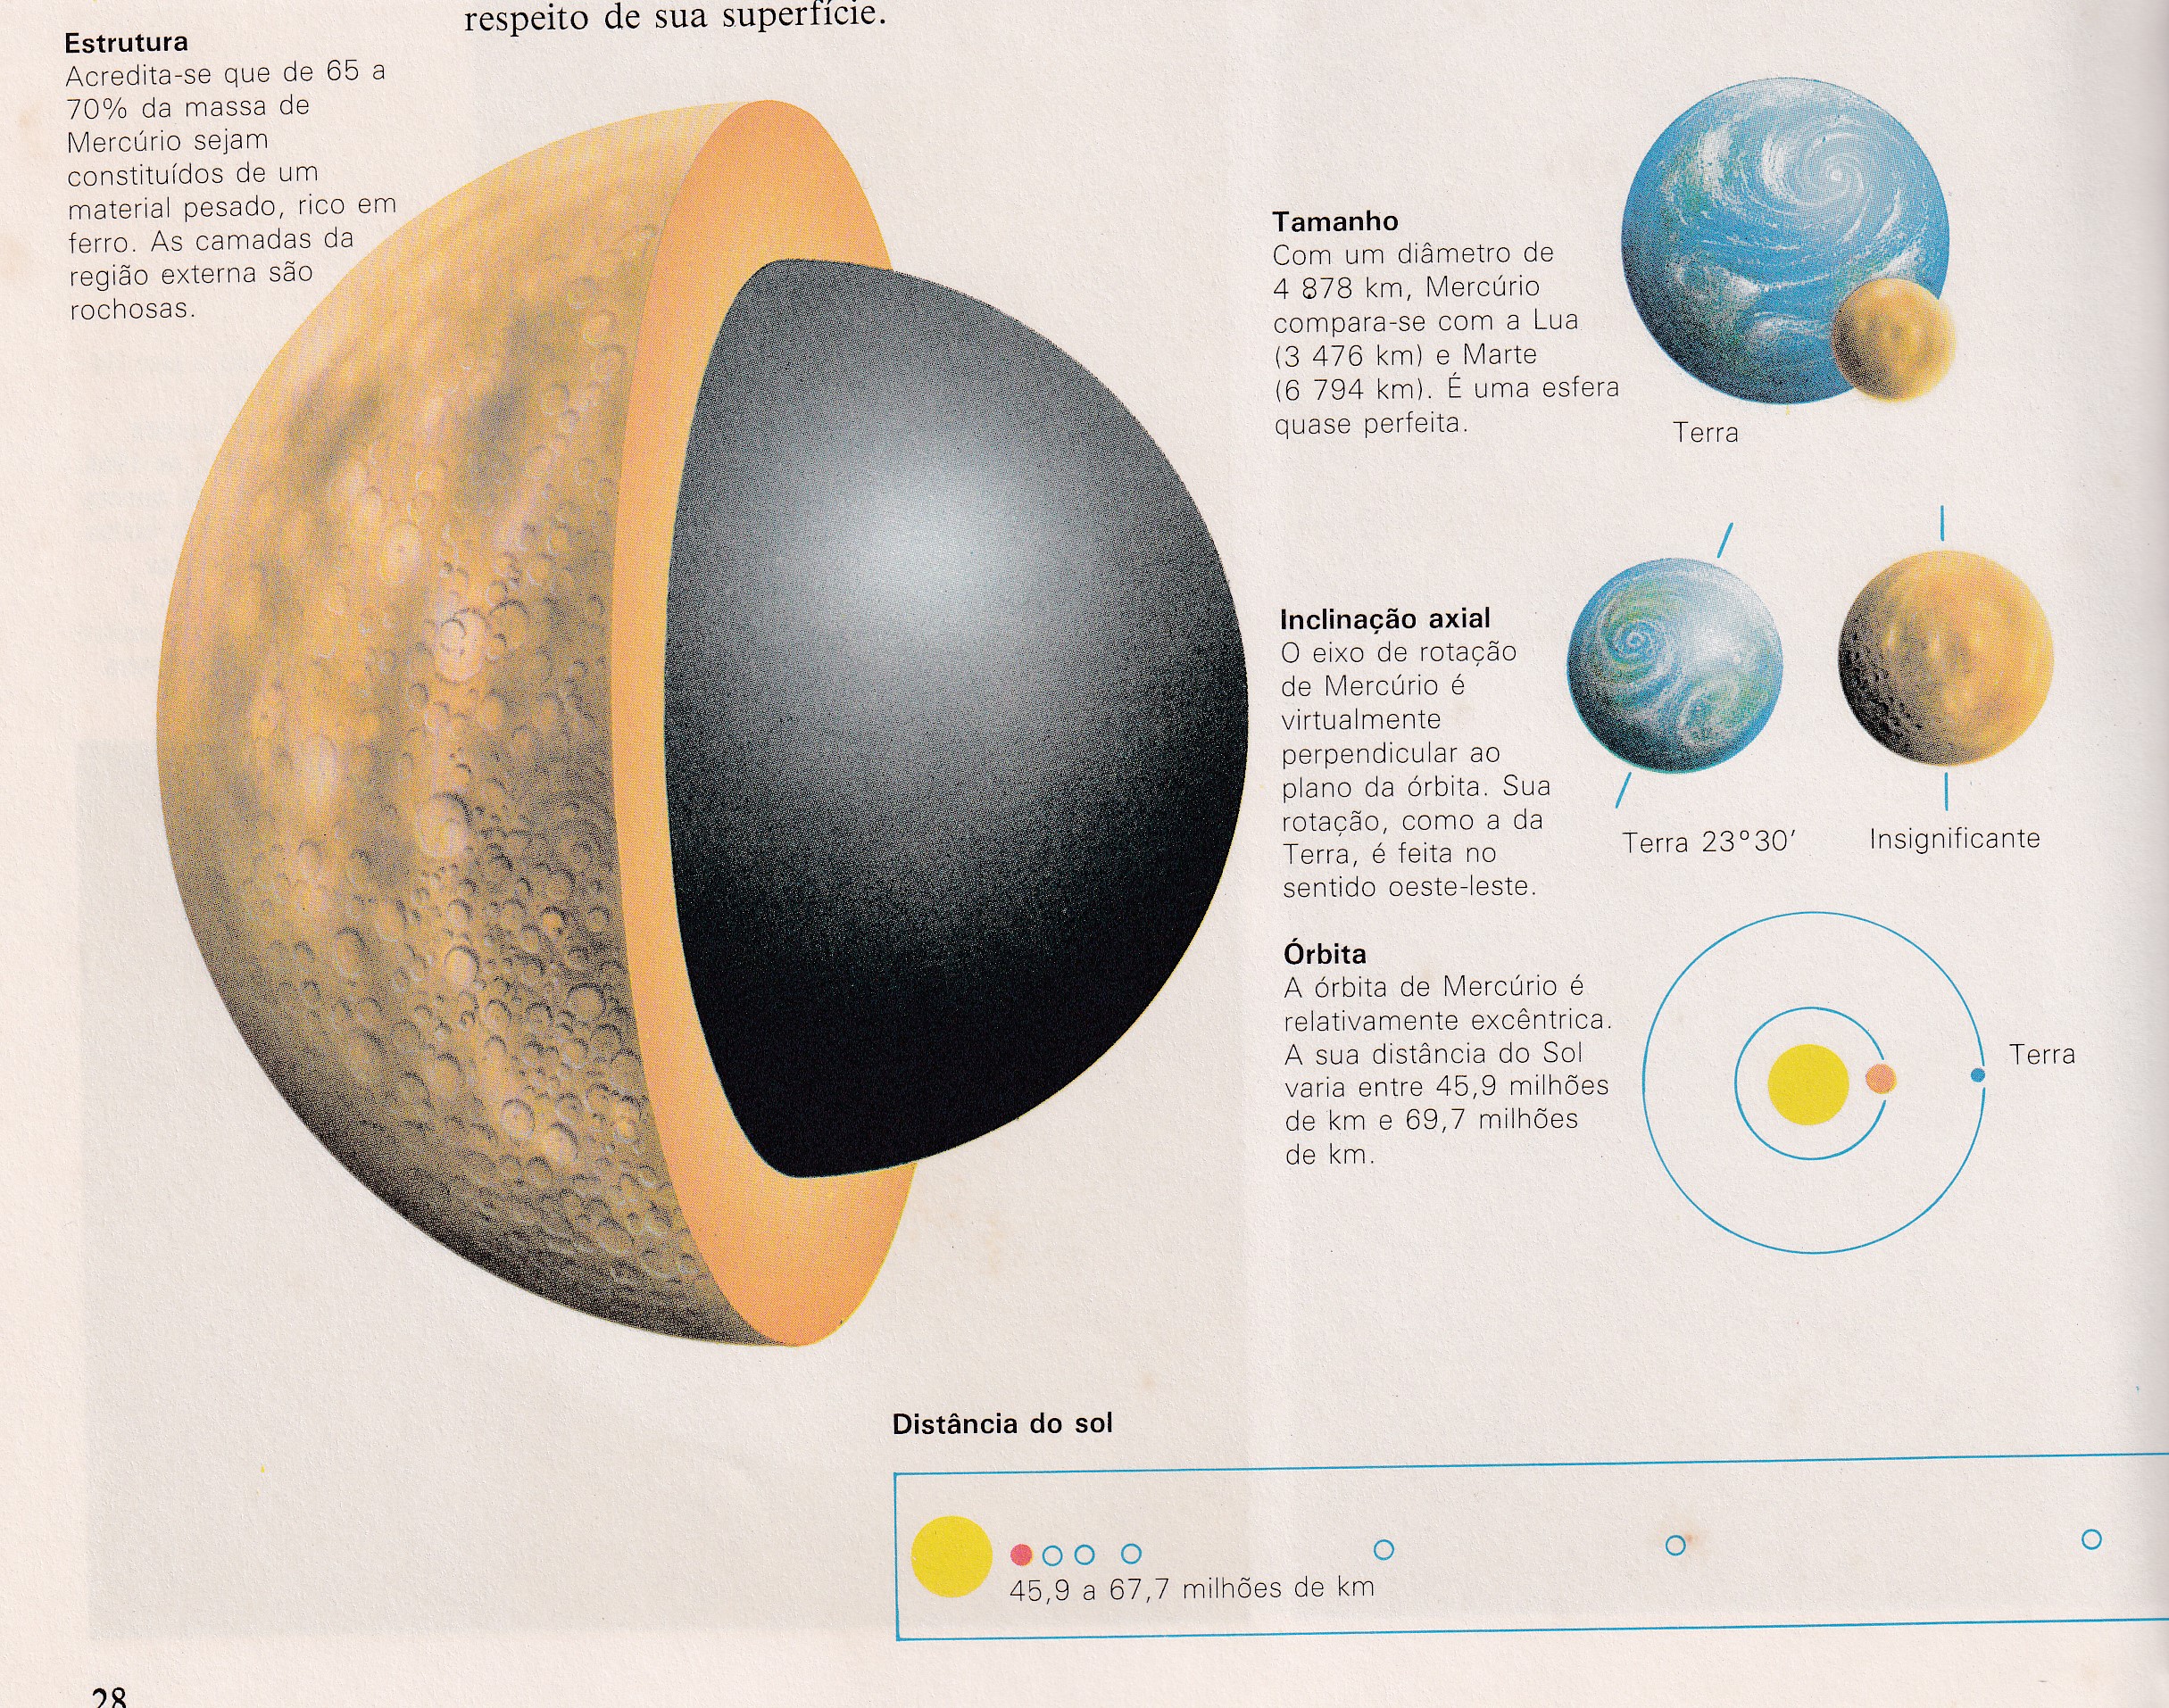 respeito de sua superfície.
Estrutura
Acredita-se que de 65 a
70% da massa de
Mercúrio sejam
constituídos de um
material pesado, rico em
ferro. As camadas da
região externa são
rochosas.
Tamanho
Com um diâmetro de
4 878 km, Mercúrio
compara-se com a Lua
(3 476 km) e Marte
(6 794 km). É uma esfera
quase perfeita.
Terra
Inclinação axial
O eixo de rotação
de Mercúrio é
virtualmente
perpendicular ao
plano da órbita. Sua
rotação, como a da
Terra, é feita no
sentido oeste-leste.
Terra 23°30′
Insignificante
Órbita
A órbita de Mercúrio é
relativamente excêntrica.
A sua distância do Sol
varia entre 45,9 milhões
de km e 69,7 milhões
de km.
Terra
Distância do sol
45,9 a 67,7 milhões de km
28